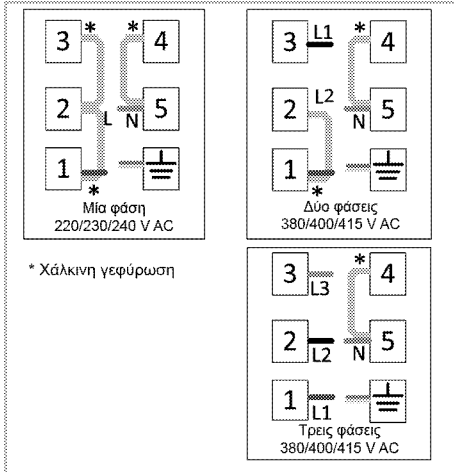 3 * * 4
2 L N 5
1 *
Μία φάση
220/230/240 V AC
3 L1 * 4
2 L2 N 5
1 *
Δύο φάσεις
380/400/415 V AC
* Χάλκινη γεφύρωση
3 L3 * 4
2 L2 N 5
1 L1
Τρεις φάσεις
380/400/415 V AC